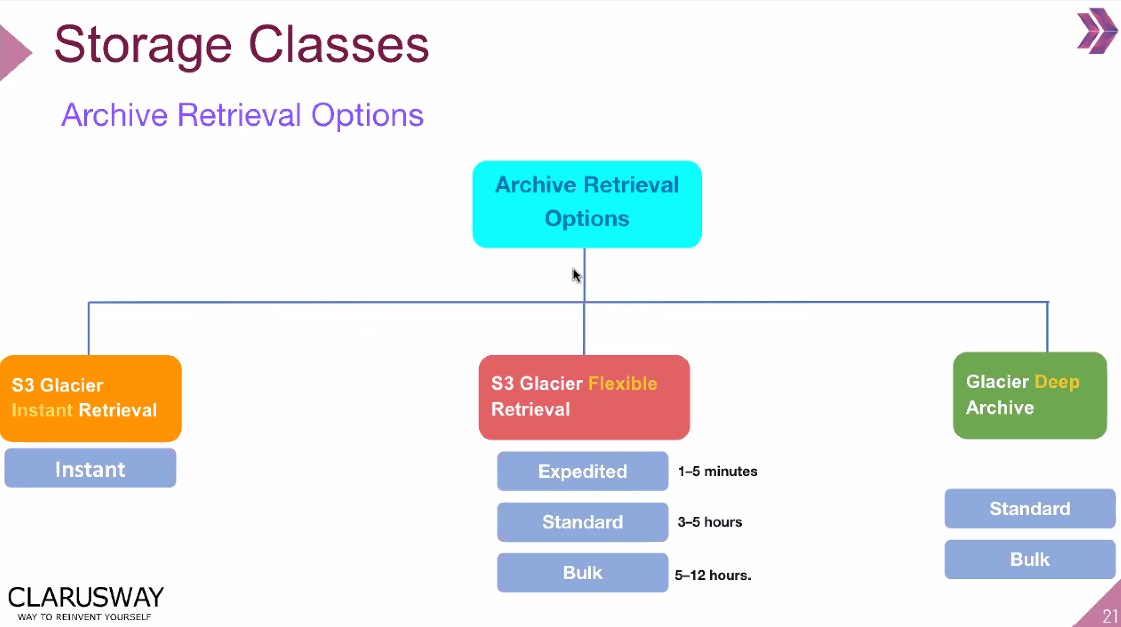 Storage Classes
Archive Retrieval Options
Archive Retrieval
Options
S3 Glacier
Instant Retrieval
Instant
S3 Glacier Flexible
Retrieval
Expedited
1–5 minutes
Standard
3–5 hours
Bulk
5–12 hours.
Glacier Deep
Archive
Standard
Bulk
CLARUSWAY
WAY TO REINVENT YOURSELF
21